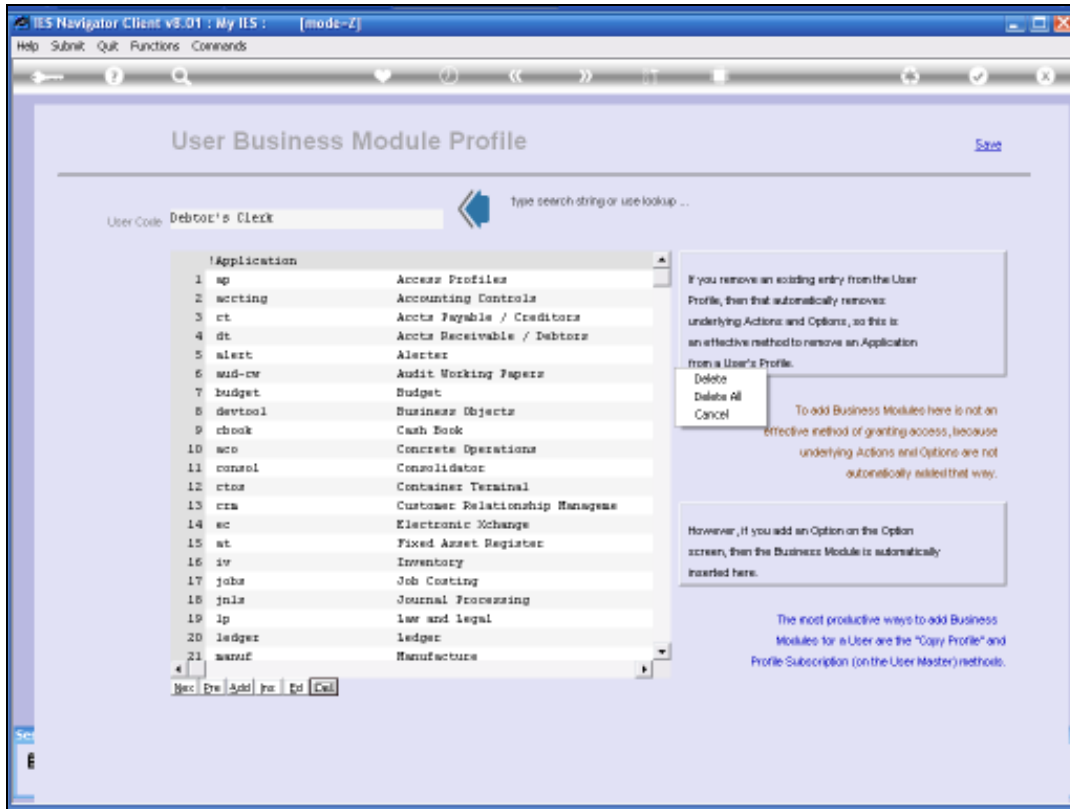 IES Navigator Client v8.01 : My IES : [mode-Z]
Help Submit Quit Functions Commands
User Business Module Profile
Save
type search string or use lookup ...
User Code Debtor's Clerk
!Application
1 ap Access Profiles
2 accting Accounting Controls
3 ct Accts Payable / Creditors
4 dt Accts Receivable / Debtors
5 alert Alerter
6 aud-cw Audit Working Papers
7 budget Budget
8 devtool Business Objects
9 cbook Cash Book
10 aco Concrete Operations
11 consol Consolidator
12 ctos Container Terminal
13 crm Customer Relationship Manageme
14 ec Electronic Xchange
15 at Fixed Asset Register
16 iv Inventory
17 jobs Job Costing
18 jnls Journal Processing
19 lp law and legal
20 ledger ledger
21 manuf Manufacture
Nex Pre Add Ins Ed Del
If you remove an existing entry from the User
Profile, then that automatically removes
underlying Actions and Options, so this is
an effective method to remove an Application
from a User's Profile.
Delete
Delete All
Cancel
To add Business Modules here is not an
effective method of granting access, because
underlying Actions and Options are not
automatically added that way.
However, if you add an Option on the Option
screen, then the Business Module is automatically
inserted here.
The most productive ways to add Business
Modules for a User are the "Copy Profile" and
Profile Subscription (on the User Master) methods.